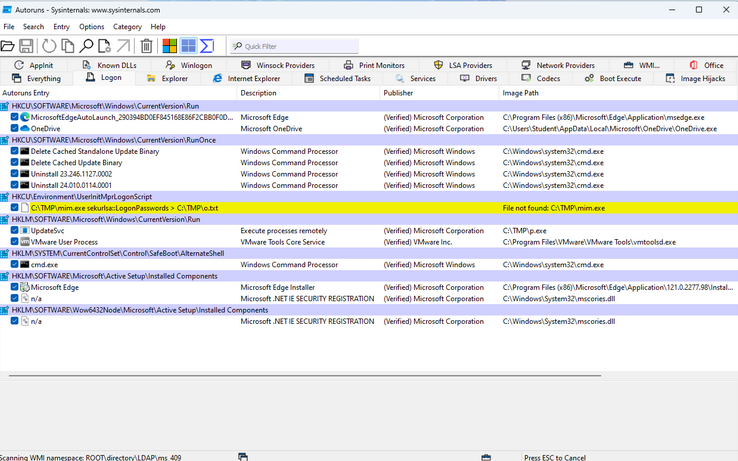 Autoruns - Sysinternals: www.sysinternals.com
File Search Entry Options Category Help
Quick Filter
AppInit Known DLLs Winlogon Winsock Providers Print Monitors LSA Providers Network Providers WMI... Office
Everything Logon Explorer Internet Explorer Scheduled Tasks Services Drivers Codecs Boot Execute Image Hijacks
Autoruns Entry Description Publisher Image Path
HKCU\SOFTWARE\Microsoft\Windows\CurrentVersion\Run
MicrosoftEdgeAutoLaunch_290394BD0EF845168E86F2CBB0F0D... Microsoft Edge (Verified) Microsoft Corporation C:\Program Files (x86)\Microsoft\Edge\Application\msedge.exe
OneDrive Microsoft OneDrive (Verified) Microsoft Corporation C:\Users\Student\AppData\Local\Microsoft\OneDrive\OneDrive.exe
HKCU\SOFTWARE\Microsoft\Windows\CurrentVersion\RunOnce
Delete Cached Standalone Update Binary Windows Command Processor (Verified) Microsoft Windows C:\Windows\system32\cmd.exe
Delete Cached Update Binary Windows Command Processor (Verified) Microsoft Windows C:\Windows\system32\cmd.exe
Uninstall 23.246.1127.0002 Windows Command Processor (Verified) Microsoft Windows C:\Windows\system32\cmd.exe
Uninstall 24.010.0114.0001 Windows Command Processor (Verified) Microsoft Windows C:\Windows\system32\cmd.exe
HKCU\Environment\UserInitMprLogonScript
C:\TMP\mim.exe sekurlsa::LogonPasswords > C:\TMP\o.txt File not found: C:\TMP\mim.exe
HKLM\SOFTWARE\Microsoft\Windows\CurrentVersion\Run
UpdateSvc Execute processes remotely (Verified) Microsoft Corporation C:\TMP\p.exe
VMware User Process VMware Tools Core Service (Verified) VMware Inc. C:\Program Files\VMware\VMware Tools\vmtoolsd.exe
HKLM\SYSTEM\CurrentControlSet\Control\SafeBoot\AlternateShell
cmd.exe Windows Command Processor (Verified) Microsoft Windows C:\Windows\system32\cmd.exe
HKLM\SOFTWARE\Microsoft\Active Setup\Installed Components
Microsoft Edge Microsoft Edge Installer (Verified) Microsoft Corporation C:\Program Files (x86)\Microsoft\Edge\Application\121.0.2277.98\Instal...
n/a Microsoft .NET IE SECURITY REGISTRATION (Verified) Microsoft Corporation C:\Windows\System32\mscories.dll
HKLM\SOFTWARE\Wow6432Node\Microsoft\Active Setup\Installed Components
n/a Microsoft .NET IE SECURITY REGISTRATION (Verified) Microsoft Corporation C:\Windows\System32\mscories.dll
Scanning WMI namespace: ROOT\directory\LDAP\ms_409 Press ESC to Cancel